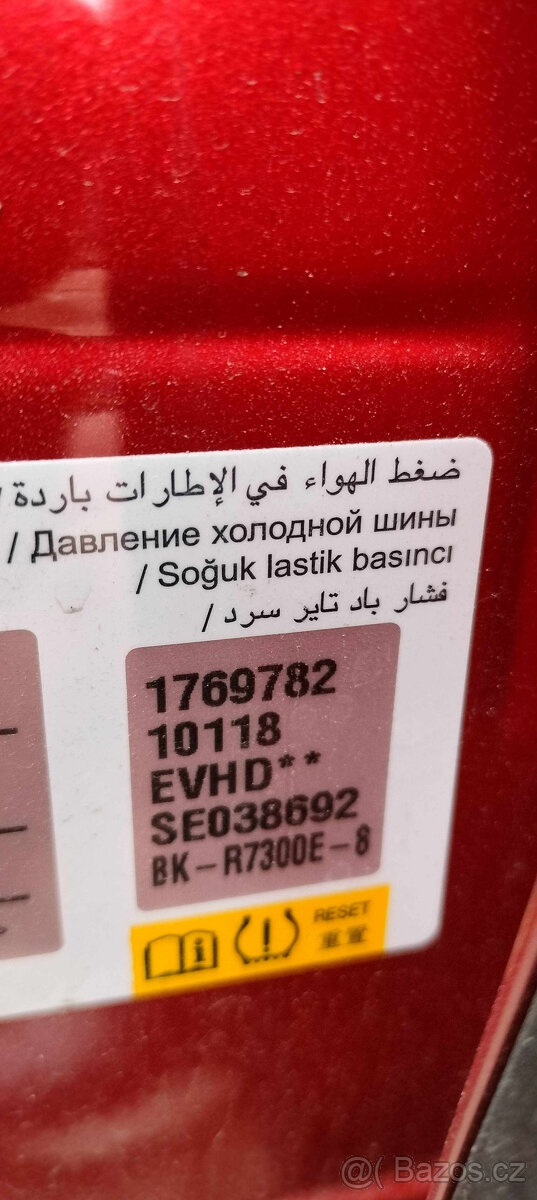 ضغط الهواء في الإطارات باردة /
/ Давление холодной шины
/ Soğuk lastik basıncı
فشار باد تایر سرد /
1769782
10118
EVHD**
SE038692
BK-R7300E-8
RESET
重置
@( Bazos.cz